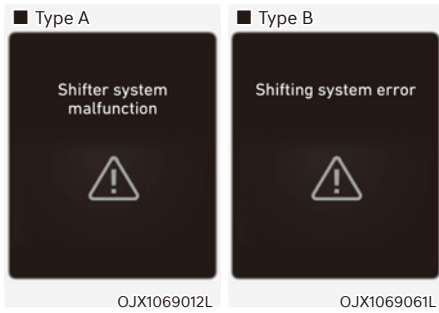 ■ Type A
Shifter system
malfunction
OJX1069012L
■ Type B
Shifting system error
OJX1069061L